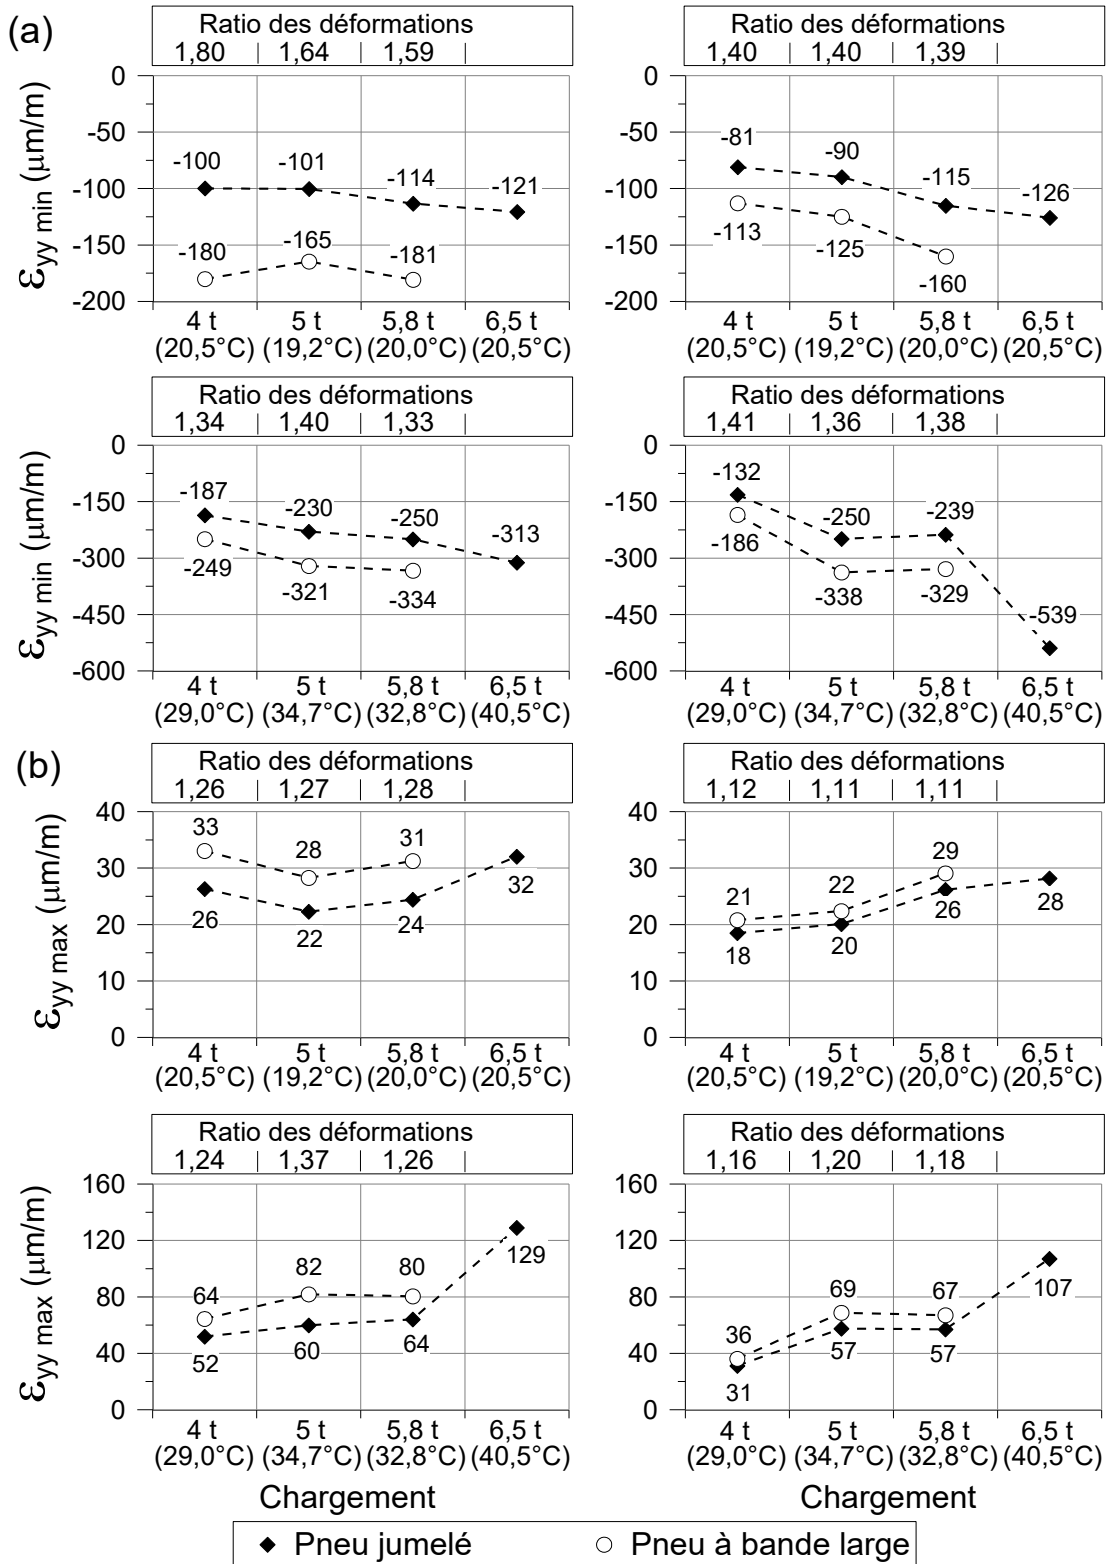 (a)
Ratio des déformations
1,80 1,64 1,59
εyy min (µm/m)
0
-50
-100
-150
-200
-100 -101 -114 -121
-180 -165 -181
4 t 5 t 5,8 t 6,5 t
(20,5°C) (19,2°C) (20,0°C) (20,5°C)
Ratio des déformations
1,40 1,40 1,39
0
-50
-100
-150
-200
-81 -90 -115 -126
-113 -125 -160
4 t 5 t 5,8 t 6,5 t
(20,5°C) (19,2°C) (20,0°C) (20,5°C)
Ratio des déformations
1,34 1,40 1,33
εyy min (µm/m)
0
-150
-300
-450
-600
-187 -230 -250 -313
-249 -321 -334
4 t 5 t 5,8 t 6,5 t
(29,0°C) (34,7°C) (32,8°C) (40,5°C)
Ratio des déformations
1,41 1,36 1,38
0
-150
-300
-450
-600
-132 -250 -239 -539
-186 -338 -329
4 t 5 t 5,8 t 6,5 t
(29,0°C) (34,7°C) (32,8°C) (40,5°C)
(b)
Ratio des déformations
1,26 1,27 1,28
εyy max (µm/m)
40
30
20
10
0
33 28 31
26 22 24 32
4 t 5 t 5,8 t 6,5 t
(20,5°C) (19,2°C) (20,0°C) (20,5°C)
Ratio des déformations
1,12 1,11 1,11
40
30
20
10
0
21 22 29
18 20 26 28
4 t 5 t 5,8 t 6,5 t
(20,5°C) (19,2°C) (20,0°C) (20,5°C)
Ratio des déformations
1,24 1,37 1,26
εyy max (µm/m)
160
120
80
40
0
64 82 80
52 60 64 129
4 t 5 t 5,8 t 6,5 t
(29,0°C) (34,7°C) (32,8°C) (40,5°C)
Chargement
Ratio des déformations
1,16 1,20 1,18
160
120
80
40
0
36 69 67
31 57 57 107
4 t 5 t 5,8 t 6,5 t
(29,0°C) (34,7°C) (32,8°C) (40,5°C)
Chargement
Pneu jumelé Pneu à bande large